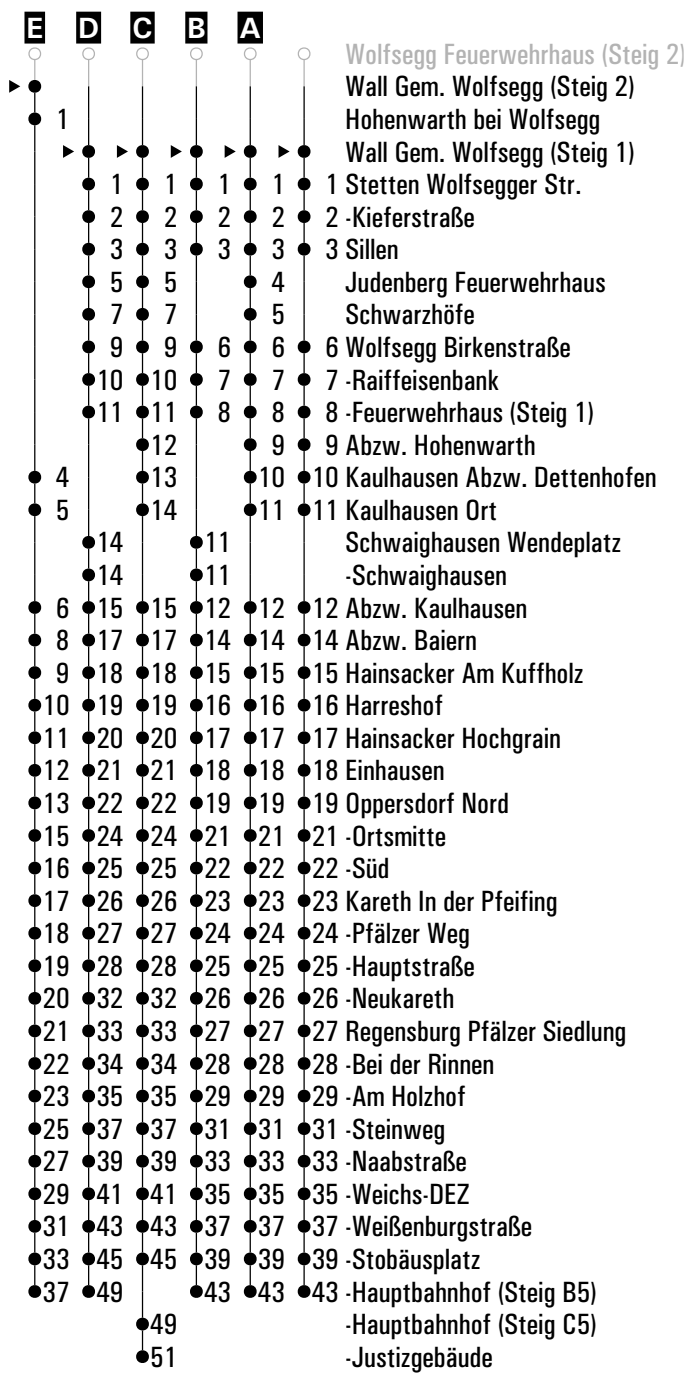 E D C B A
Wolfsegg Feuerwehrhaus (Steig 2)
Wall Gem. Wolfsegg (Steig 2)
1 Hohenwarth bei Wolfsegg
Wall Gem. Wolfsegg (Steig 1)
1 1 1 1 1 Stetten Wolfsegger Str.
2 2 2 2 2 -Kieferstraße
3 3 3 3 3 Sillen
5 5 4 Judenberg Feuerwehrhaus
7 7 5 Schwarzhöfe
9 9 6 6 6 Wolfsegg Birkenstraße
10 10 7 7 7 -Raiffeisenbank
11 11 8 8 8 -Feuerwehrhaus (Steig 1)
12 9 9 Abzw. Hohenwarth
4 13 10 10 Kaulhausen Abzw. Dettenhofen
5 14 11 11 Kaulhausen Ort
14 11 Schwaighausen Wendeplatz
14 11 -Schwaighausen
6 15 15 12 12 12 Abzw. Kaulhausen
8 17 17 14 14 14 Abzw. Baiern
9 18 18 15 15 15 Hainsacker Am Kuffholz
10 19 19 16 16 16 Harreshof
11 20 20 17 17 17 Hainsacker Hochgrain
12 21 21 18 18 18 Einhausen
13 22 22 19 19 19 Oppersdorf Nord
15 24 24 21 21 21 -Ortsmitte
16 25 25 22 22 22 -Süd
17 26 26 23 23 23 Kareth In der Pfeifing
18 27 27 24 24 24 -Pfälzer Weg
19 28 28 25 25 25 -Hauptstraße
20 32 32 26 26 26 -Neukareth
21 33 33 27 27 27 Regensburg Pfälzer Siedlung
22 34 34 28 28 28 -Bei der Rinnen
23 35 35 29 29 29 -Am Holzhof
25 37 37 31 31 31 -Steinweg
27 39 39 33 33 33 -Naabstraße
29 41 41 35 35 35 -Weichs-DEZ
31 43 43 37 37 37 -Weißenburgstraße
33 45 45 39 39 39 -Stobäusplatz
37 49 43 43 43 -Hauptbahnhof (Steig B5)
49 -Hauptbahnhof (Steig C5)
51 -Justizgebäude